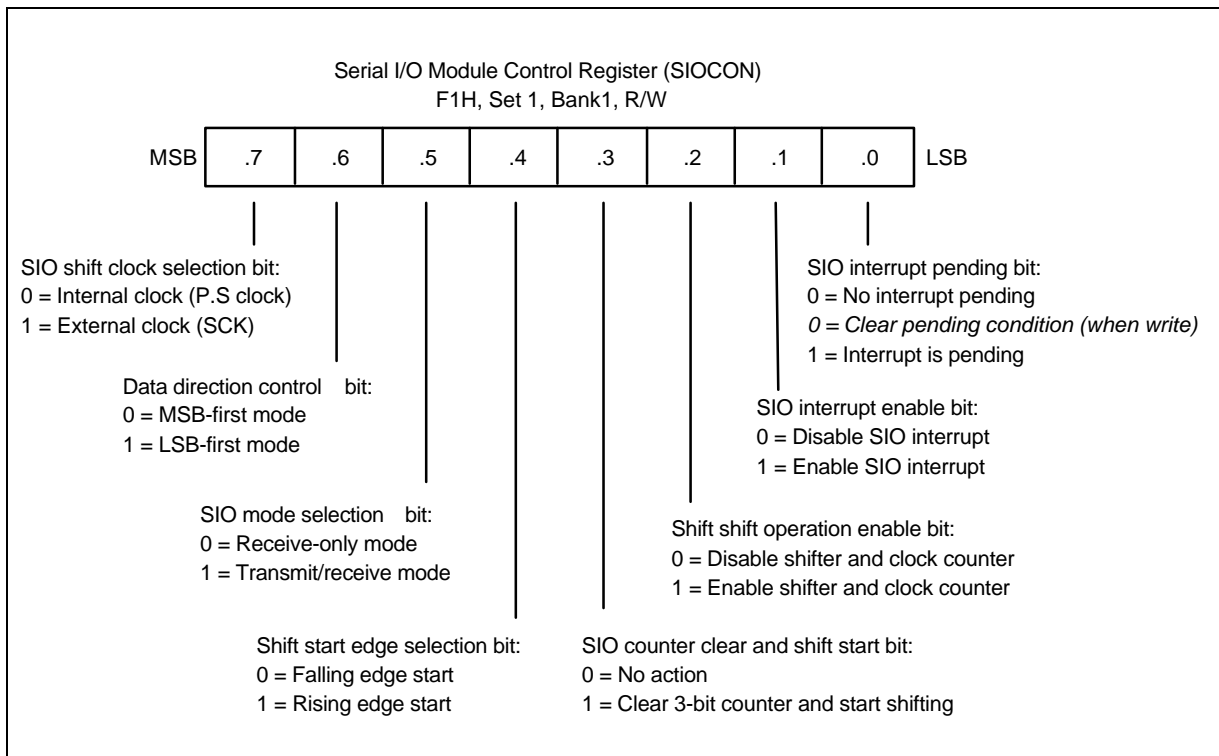 Serial I/O Module Control Register (SIOCON)
F1H, Set 1, Bank1, R/W
MSB .7 .6 .5 .4 .3 .2 .1 .0 LSB
SIO shift clock selection bit:
0 = Internal clock (P.S clock)
1 = External clock (SCK)
SIO interrupt pending bit:
0 = No interrupt pending
0 = Clear pending condition (when write)
1 = Interrupt is pending
Data direction control bit:
0 = MSB-first mode
1 = LSB-first mode
SIO interrupt enable bit:
0 = Disable SIO interrupt
1 = Enable SIO interrupt
SIO mode selection bit:
0 = Receive-only mode
1 = Transmit/receive mode
Shift shift operation enable bit:
0 = Disable shifter and clock counter
1 = Enable shifter and clock counter
Shift start edge selection bit:
0 = Falling edge start
1 = Rising edge start
SIO counter clear and shift start bit:
0 = No action
1 = Clear 3-bit counter and start shifting